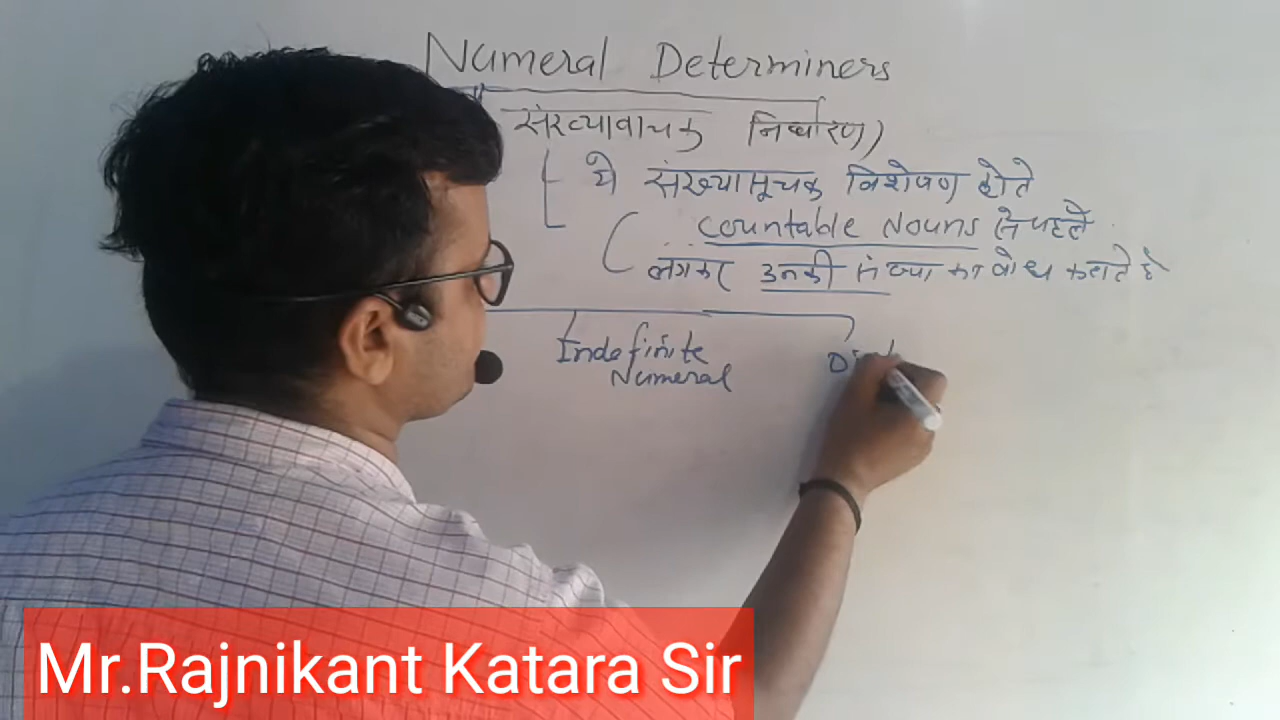 Numeral Determiners
संख्यावाचक निर्धारण)
ये संख्यासूचक विशेषण होते
Countable Nouns से पहले
लगकर उनकी संख्या का बोध कराते है
Indefinite
Numeral
Mr.Rajnikant Katara Sir